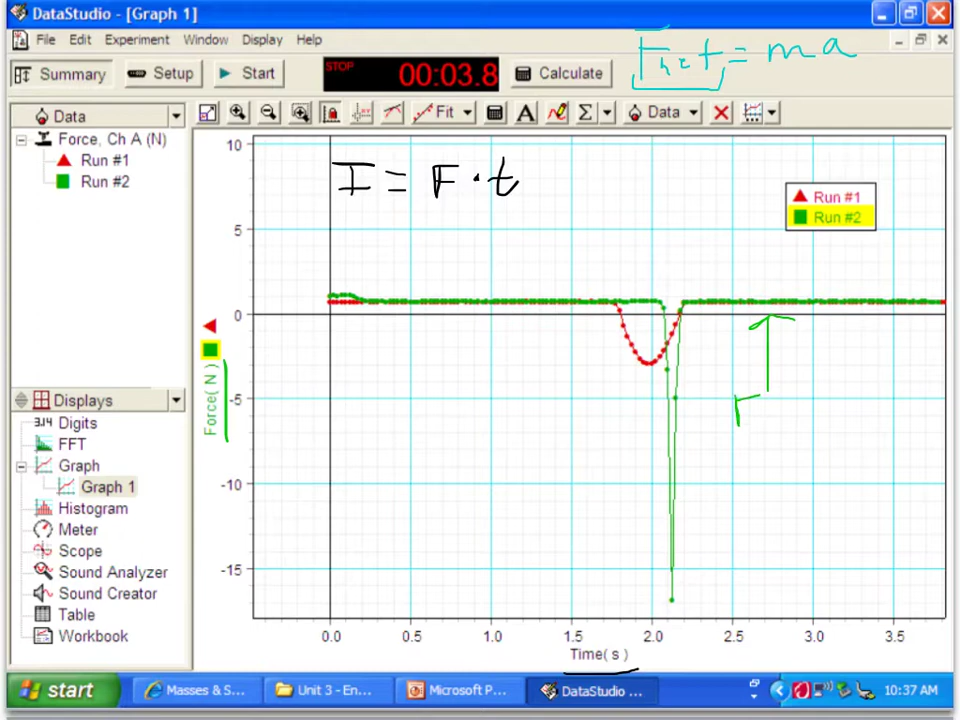 DataStudio - [Graph 1]
File Edit Experiment Window Display Help
Summary Setup Start STOP 00:03.8 Calculate
F net = ma
Data
Fit A Σ Data
Force, Ch A (N)
Run #1
Run #2
I = F · t
Run #1
Run #2
10
5
0
-5
-10
-15
Force( N )
0.0 0.5 1.0 1.5 2.0 2.5 3.0 3.5
Time( s )
Displays
3.14 Digits
FFT
Graph
Graph 1
Histogram
Meter
Scope
Sound Analyzer
Sound Creator
Table
Workbook
start Masses & S... Unit 3 - En... Microsoft P... DataStudio ... 10:37 AM